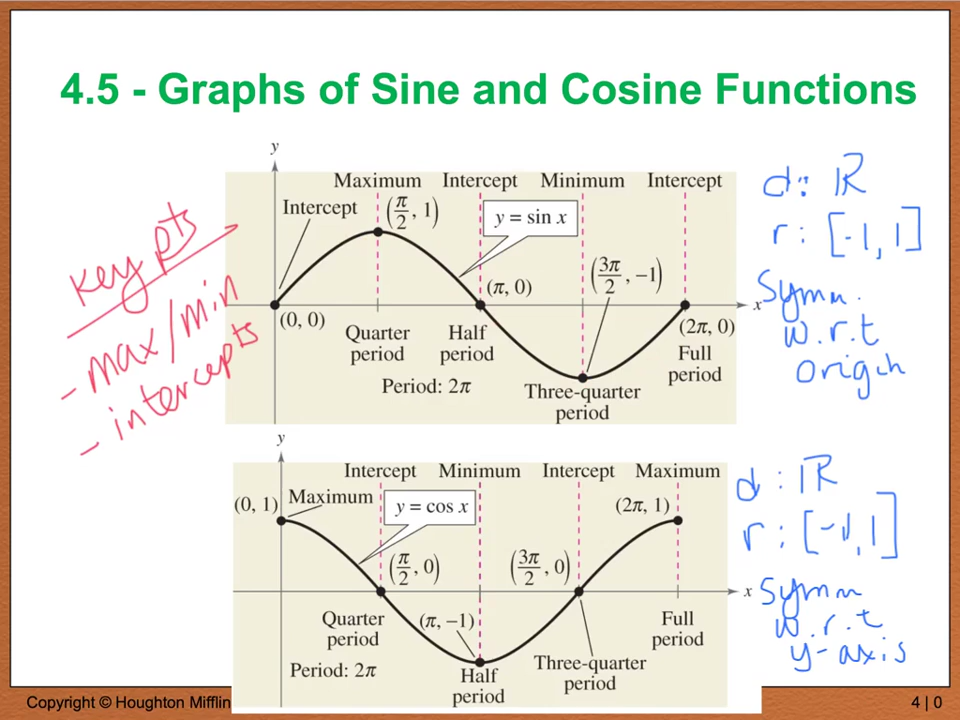 4.5 - Graphs of Sine and Cosine Functions
y
Maximum Intercept Minimum Intercept
Intercept
(π/2, 1)
y = sin x
(3π/2, −1)
(π, 0)
x
(0, 0)
(2π, 0)
Quarter period
Half period
Full period
Period: 2π
Three-quarter period
key pts
- max/min
- intercepts
d: ℝ
r: [-1, 1]
Symm.
w.r.t
origin
y
Intercept Minimum Intercept Maximum
(0, 1)
Maximum
y = cos x
(2π, 1)
(π/2, 0)
(3π/2, 0)
x
Quarter period
(π, −1)
Full period
Period: 2π
Half period
Three-quarter period
d: ℝ
r: [-1, 1]
Symm
w.r.t
y-axis
Copyright © Houghton Mifflin
4 | 0